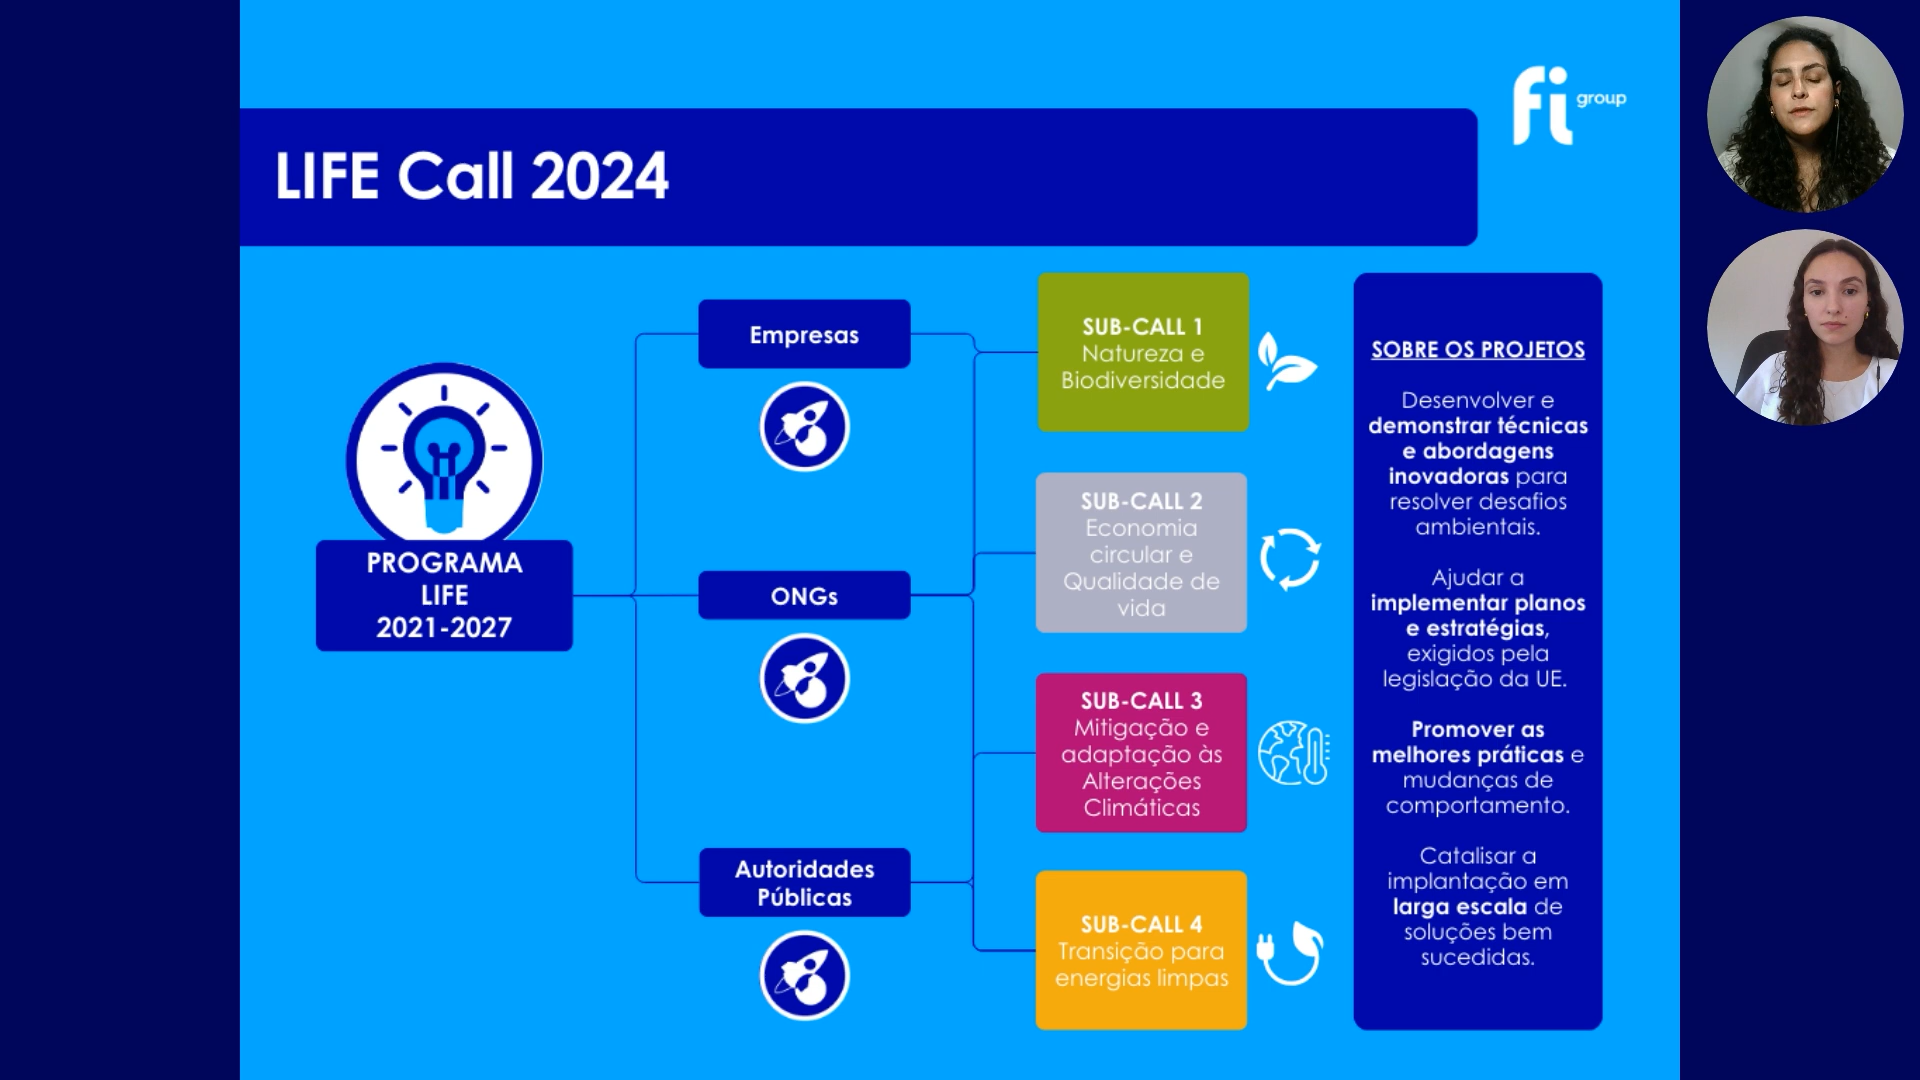 fi group
LIFE Call 2024
PROGRAMA
LIFE
2021-2027
Empresas
ONGs
Autoridades
Públicas
SUB-CALL 1
Natureza e
Biodiversidade
SUB-CALL 2
Economia
circular e
Qualidade de
vida
SUB-CALL 3
Mitigação e
adaptação às
Alterações
Climáticas
SUB-CALL 4
Transição para
energias limpas
SOBRE OS PROJETOS
Desenvolver e
demonstrar técnicas
e abordagens
inovadoras para
resolver desafios
ambientais.
Ajudar a
implementar planos
e estratégias,
exigidos pela
legislação da UE.
Promover as
melhores práticas e
mudanças de
comportamento.
Catalisar a
implantação em
larga escala de
soluções bem
sucedidas.